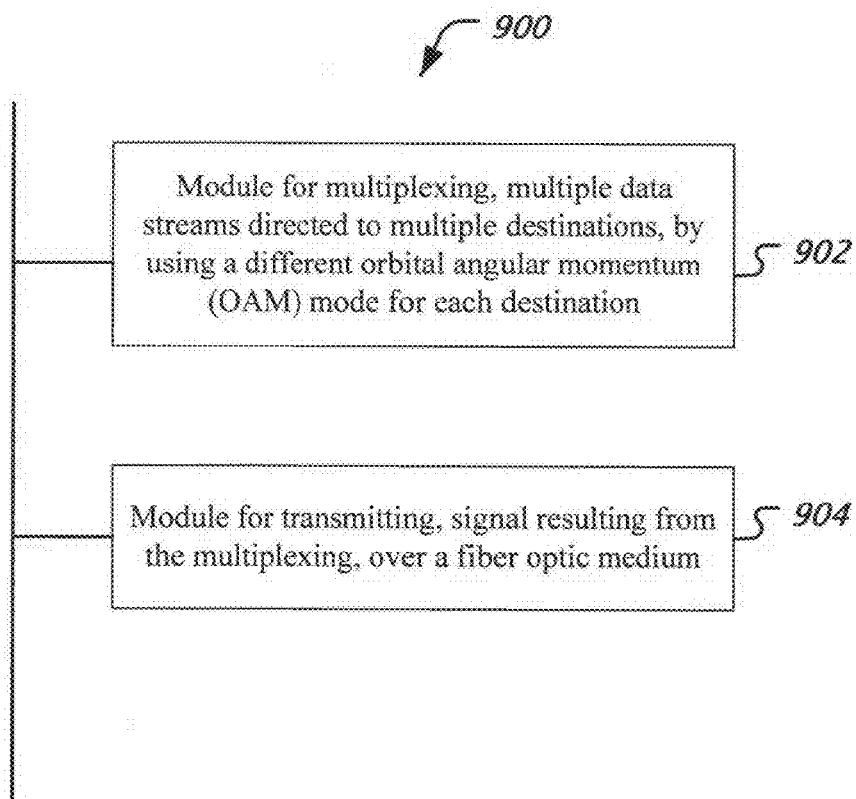 900
Module for multiplexing, multiple data
streams directed to multiple destinations, by
using a different orbital angular momentum
(OAM) mode for each destination
902
Module for transmitting, signal resulting from
the multiplexing, over a fiber optic medium
904